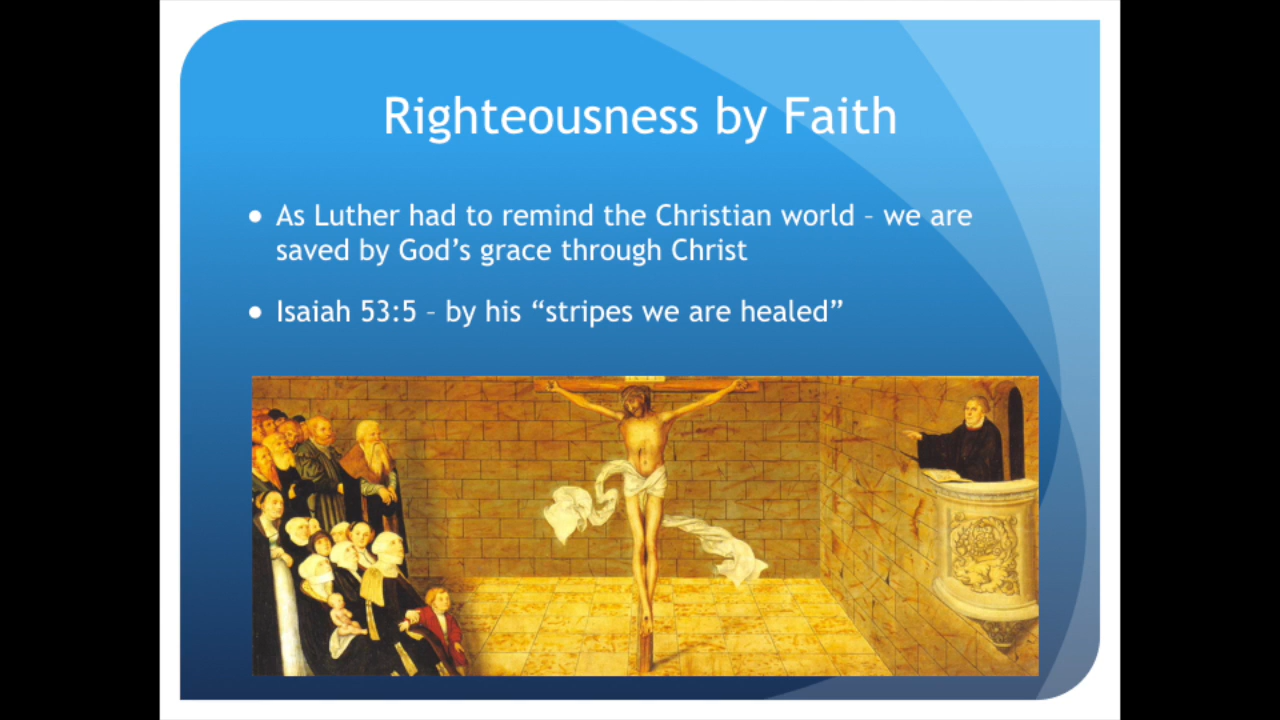 Righteousness by Faith
● As Luther had to remind the Christian world – we are
saved by God’s grace through Christ
● Isaiah 53:5 – by his “stripes we are healed”